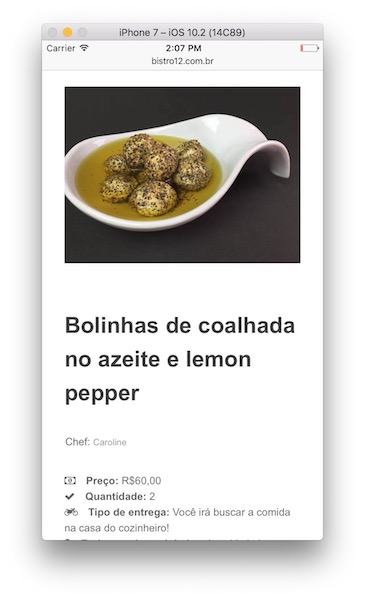 iPhone 7 – iOS 10.2 (14C89)
Carrier 2:07 PM
bistro12.com.br
Bolinhas de coalhada
no azeite e lemon
pepper
Chef: Caroline
Preço: R$60,00
Quantidade: 2
Tipo de entrega: Você irá buscar a comida
na casa do cozinheiro!